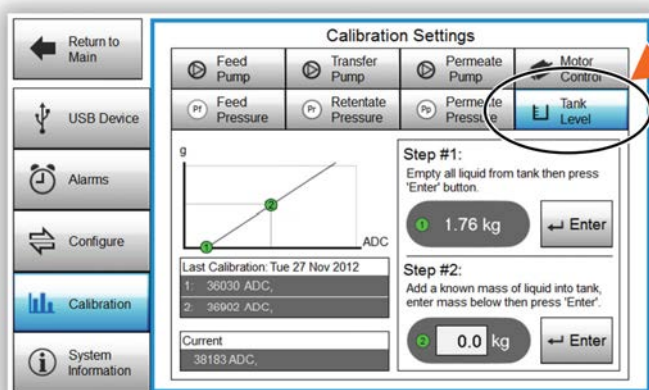 Return to
Main
USB Device
Alarms
Configure
Calibration
System
Information
Calibration Settings
Feed
Pump
Transfer
Pump
Permeate
Pump
Motor
Control
Pf
Feed
Pressure
Pr
Retentate
Pressure
Pp
Permeate
Pressure
Tank
Level
g
2
1
ADC
Last Calibration: Tue 27 Nov 2012
1: 36030 ADC,
2: 36902 ADC,
Current
38183 ADC,
Step #1:
Empty all liquid from tank then press
'Enter' button.
1 1.76 kg
Enter
Step #2:
Add a known mass of liquid into tank,
enter mass below then press 'Enter'.
2 0.0 kg
Enter